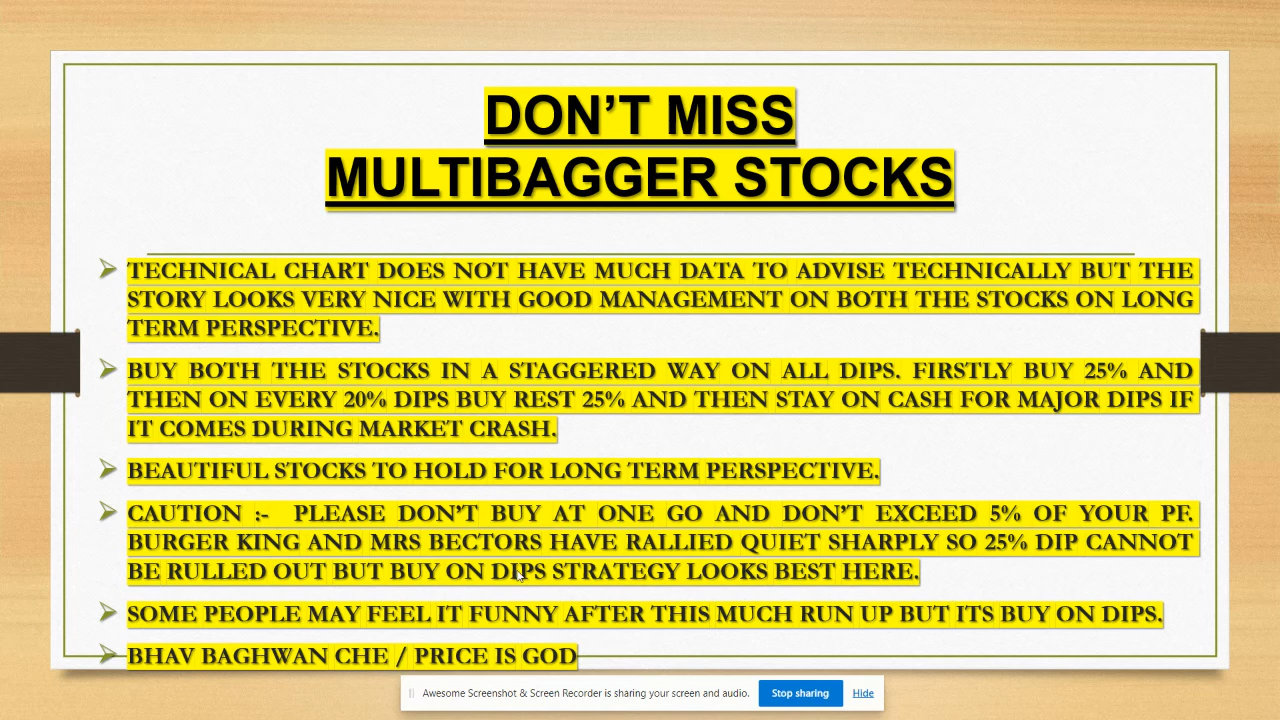 DON'T MISS
MULTIBAGGER STOCKS
TECHNICAL CHART DOES NOT HAVE MUCH DATA TO ADVISE TECHNICALLY BUT THE
STORY LOOKS VERY NICE WITH GOOD MANAGEMENT ON BOTH THE STOCKS ON LONG
TERM PERSPECTIVE.
BUY BOTH THE STOCKS IN A STAGGERED WAY ON ALL DIPS. FIRSTLY BUY 25% AND
THEN ON EVERY 20% DIPS BUY REST 25% AND THEN STAY ON CASH FOR MAJOR DIPS IF
IT COMES DURING MARKET CRASH.
BEAUTIFUL STOCKS TO HOLD FOR LONG TERM PERSPECTIVE.
CAUTION :- PLEASE DON'T BUY AT ONE GO AND DON'T EXCEED 5% OF YOUR PF.
BURGER KING AND MRS BECTORS HAVE RALLIED QUIET SHARPLY SO 25% DIP CANNOT
BE RULLED OUT BUT BUY ON DIPS STRATEGY LOOKS BEST HERE.
SOME PEOPLE MAY FEEL IT FUNNY AFTER THIS MUCH RUN UP BUT ITS BUY ON DIPS.
BHAV BAGHWAN CHE / PRICE IS GOD
Awesome Screenshot & Screen Recorder is sharing your screen and audio. Stop sharing Hide